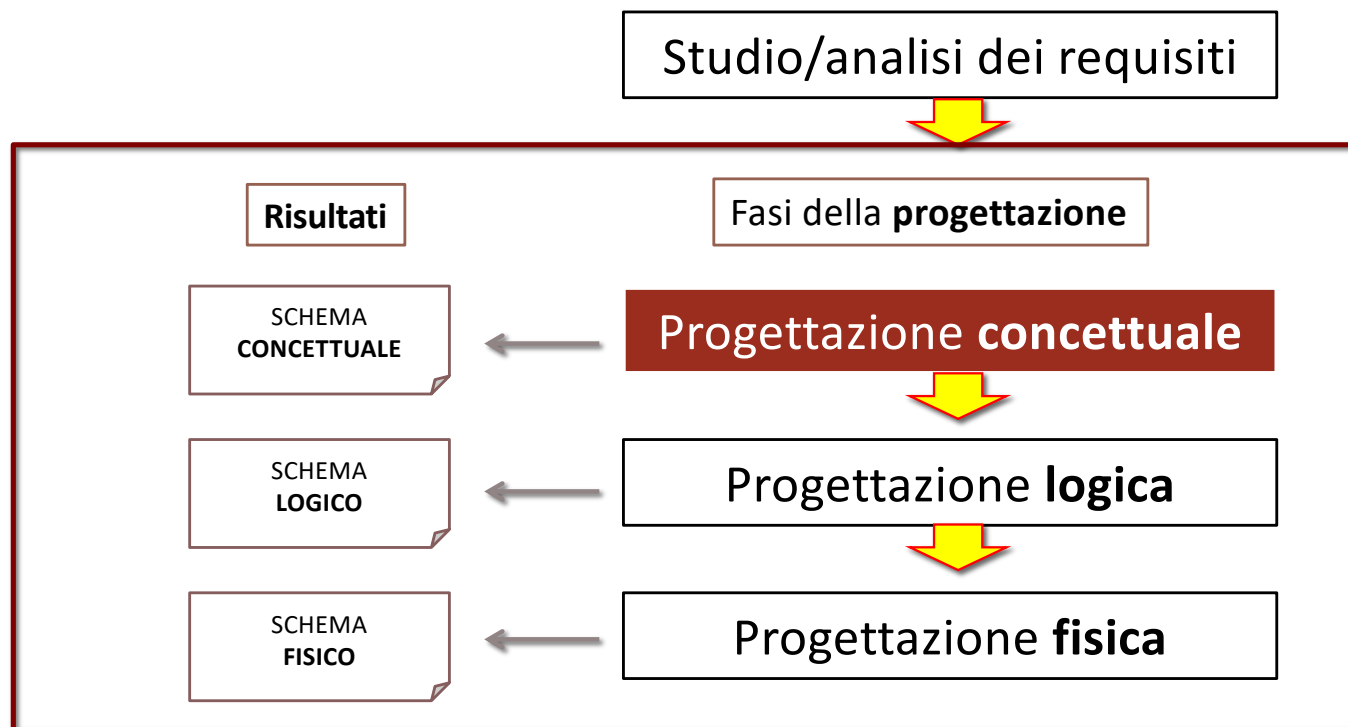 Studio/analisi dei requisiti
Risultati
Fasi della progettazione
SCHEMA
CONCETTUALE
Progettazione concettuale
SCHEMA
LOGICO
Progettazione logica
SCHEMA
FISICO
Progettazione fisica